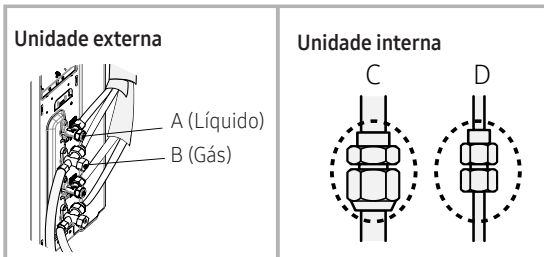 Unidade externa
A (Líquido)
B (Gás)
Unidade interna
C
D